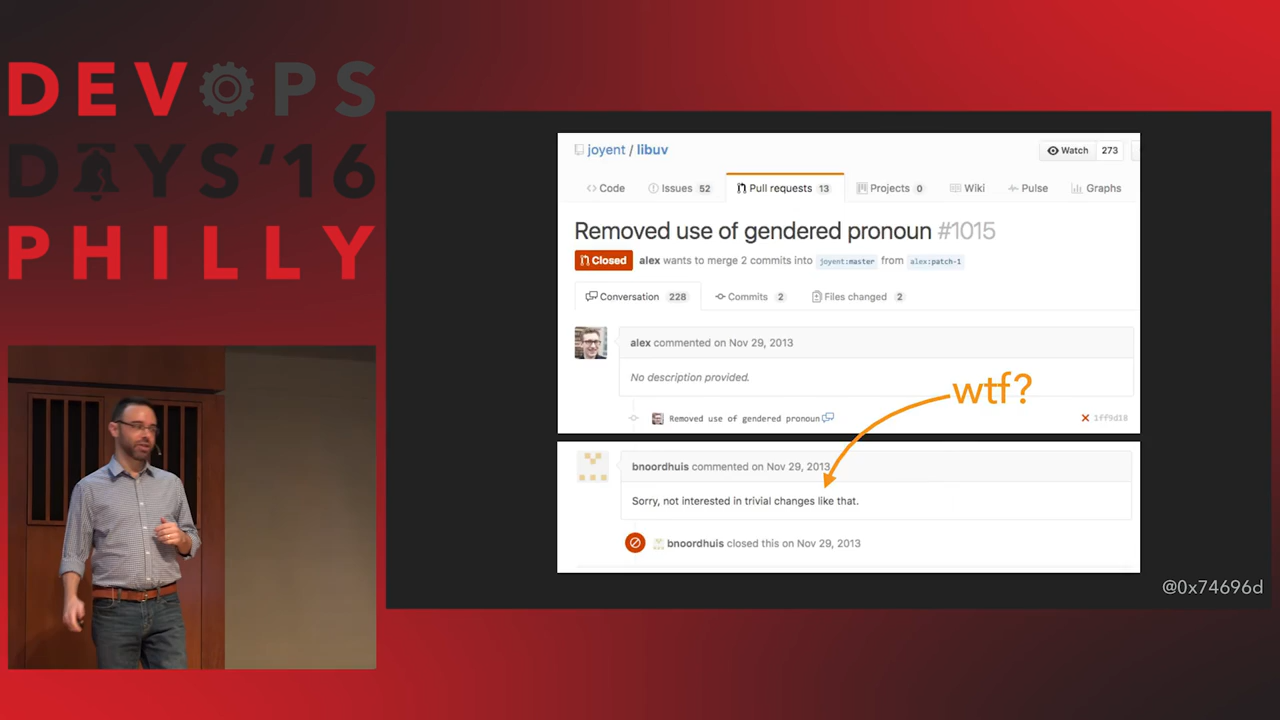 DEVOPS
DAYS '16
PHILLY
joyent / libuv
Watch 273
Code
Issues 52
Pull requests 13
Projects 0
Wiki
Pulse
Graphs
Removed use of gendered pronoun #1015
Closed alex wants to merge 2 commits into joyent:master from alex:patch-1
Conversation 228
Commits 2
Files changed 2
alex commented on Nov 29, 2013
No description provided.
wtf?
Removed use of gendered pronoun
1ff9d18
bnoordhuis commented on Nov 29, 2013
Sorry, not interested in trivial changes like that.
bnoordhuis closed this on Nov 29, 2013
@0x74696d